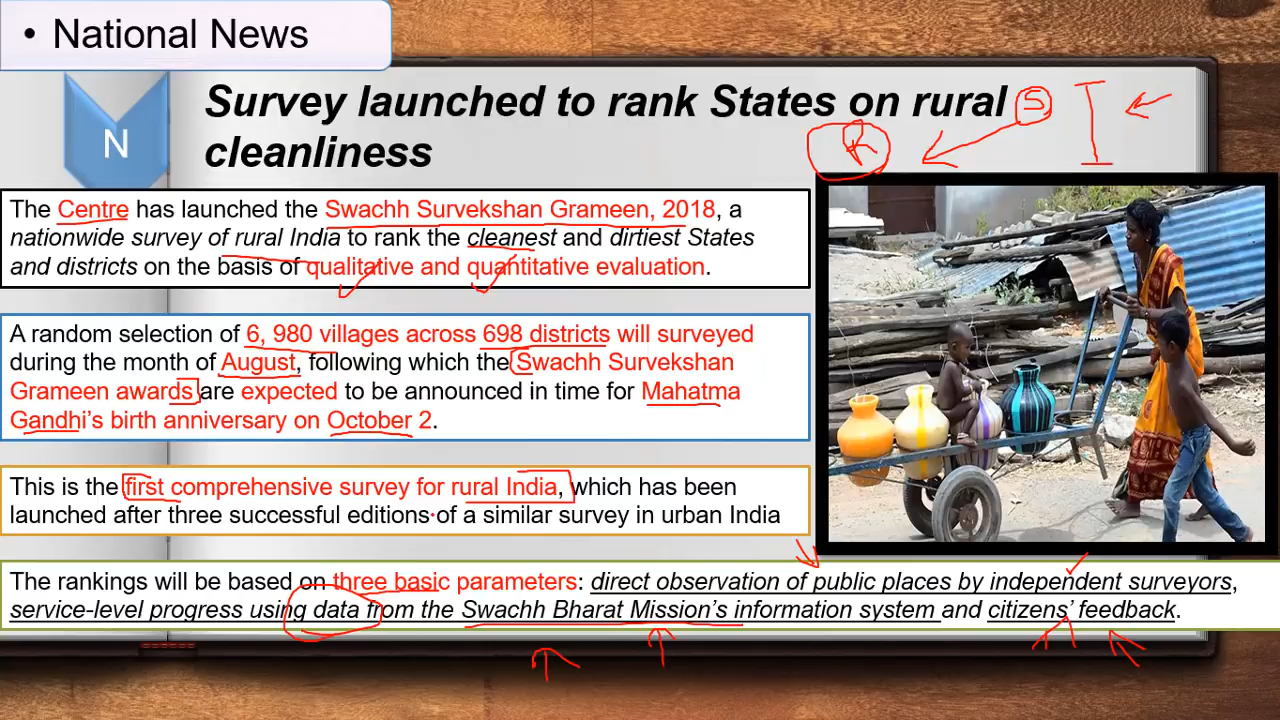 • National News
N
Survey launched to rank States on rural
cleanliness
S I
R
The Centre has launched the Swachh Survekshan Grameen, 2018, a
nationwide survey of rural India to rank the cleanest and dirtiest States
and districts on the basis of qualitative and quantitative evaluation.
A random selection of 6, 980 villages across 698 districts will surveyed
during the month of August, following which the Swachh Survekshan
Grameen awards are expected to be announced in time for Mahatma
Gandhi's birth anniversary on October 2.
This is the first comprehensive survey for rural India, which has been
launched after three successful editions of a similar survey in urban India
The rankings will be based on three basic parameters: direct observation of public places by independent surveyors,
service-level progress using data from the Swachh Bharat Mission's information system and citizens' feedback.